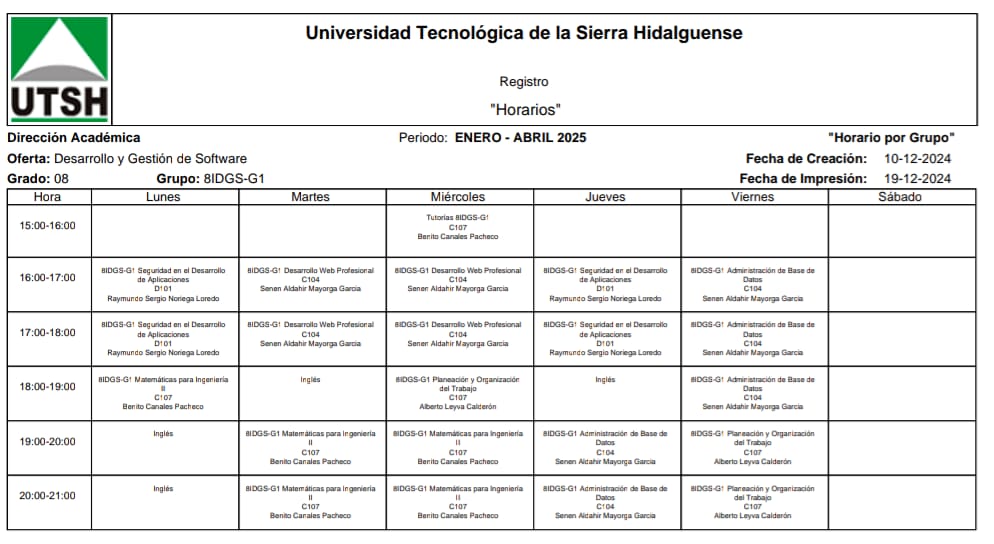 UTSH
Universidad Tecnológica de la Sierra Hidalguense
Registro
"Horarios"
Dirección Académica
Periodo: ENERO - ABRIL 2025
"Horario por Grupo"
Oferta: Desarrollo y Gestión de Software
Fecha de Creación: 10-12-2024
Grado: 08 Grupo: 8IDGS-G1
Fecha de Impresión: 19-12-2024
Hora Lunes Martes Miércoles Jueves Viernes Sábado
15:00-16:00
Tutorías 8IDGS-G1
C107
Benito Canales Pacheco
16:00-17:00
8IDGS-G1 Seguridad en el Desarrollo
de Aplicaciones
D101
Raymundo Sergio Noriega Loredo
8IDGS-G1 Desarrollo Web Profesional
C104
Senen Aldahir Mayorga Garcia
8IDGS-G1 Desarrollo Web Profesional
C104
Senen Aldahir Mayorga Garcia
8IDGS-G1 Seguridad en el Desarrollo
de Aplicaciones
D101
Raymundo Sergio Noriega Loredo
8IDGS-G1 Administración de Base de
Datos
C104
Senen Aldahir Mayorga Garcia
17:00-18:00
8IDGS-G1 Seguridad en el Desarrollo
de Aplicaciones
D101
Raymundo Sergio Noriega Loredo
8IDGS-G1 Desarrollo Web Profesional
C104
Senen Aldahir Mayorga Garcia
8IDGS-G1 Desarrollo Web Profesional
C104
Senen Aldahir Mayorga Garcia
8IDGS-G1 Seguridad en el Desarrollo
de Aplicaciones
D101
Raymundo Sergio Noriega Loredo
8IDGS-G1 Administración de Base de
Datos
C104
Senen Aldahir Mayorga Garcia
18:00-19:00
8IDGS-G1 Matemáticas para Ingeniería
II
C107
Benito Canales Pacheco
Inglés
8IDGS-G1 Planeación y Organización
del Trabajo
C107
Alberto Leyva Calderón
Inglés
8IDGS-G1 Administración de Base de
Datos
C104
Senen Aldahir Mayorga Garcia
19:00-20:00
Inglés
8IDGS-G1 Matemáticas para Ingeniería
II
C107
Benito Canales Pacheco
8IDGS-G1 Matemáticas para Ingeniería
II
C107
Benito Canales Pacheco
8IDGS-G1 Administración de Base de
Datos
C104
Senen Aldahir Mayorga Garcia
8IDGS-G1 Planeación y Organización
del Trabajo
C107
Alberto Leyva Calderón
20:00-21:00
Inglés
8IDGS-G1 Matemáticas para Ingeniería
II
C107
Benito Canales Pacheco
8IDGS-G1 Matemáticas para Ingeniería
II
C107
Benito Canales Pacheco
8IDGS-G1 Administración de Base de
Datos
C104
Senen Aldahir Mayorga Garcia
8IDGS-G1 Planeación y Organización
del Trabajo
C107
Alberto Leyva Calderón